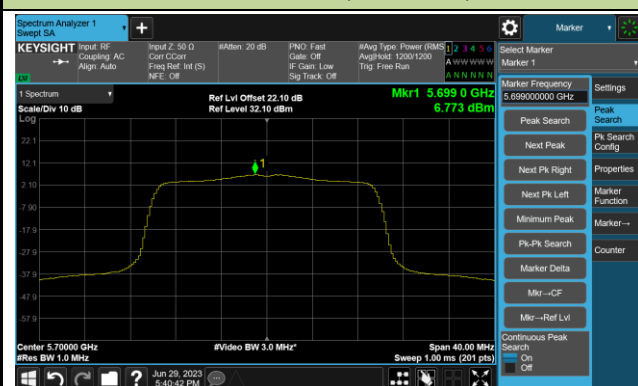 Spectrum Analyzer 1
Swept SA
Marker
KEYSIGHT
Input: RF
Coupling: AC
Align: Auto
Input Z: 50 Ω
Corr CCorr
Freq Ref: Int (S)
NFE: Off
#Atten: 20 dB
PNO: Fast
Gate: Off
IF Gain: Low
Sig Track: Off
#Avg Type: Power (RMS
Avg|Hold: 1200/1200
Trig: Free Run
1 2 3 4 5 6
A W W W W W
A N N N N N
Select Marker
Marker 1
1 Spectrum
Scale/Div 10 dB
Log
Ref Lvl Offset 22.10 dB
Ref Level 32.10 dBm
Mkr1 5.699 0 GHz
6.773 dBm
22.1
12.1
2.10
-7.90
-17.9
-27.9
-37.9
-47.9
-57.9
1
Center 5.70000 GHz
#Res BW 1.0 MHz
#Video BW 3.0 MHz*
Span 40.00 MHz
Sweep 1.00 ms (201 pts)
Marker Frequency
5.699000000 GHz
Peak Search
Next Peak
Next Pk Right
Next Pk Left
Minimum Peak
Pk-Pk Search
Marker Delta
Mkr→CF
Mkr→Ref Lvl
Continuous Peak
Search
On
Off
Settings
Peak
Search
Pk Search
Config
Properties
Marker
Function
Marker→
Counter
Jun 29, 2023
5:40:42 PM